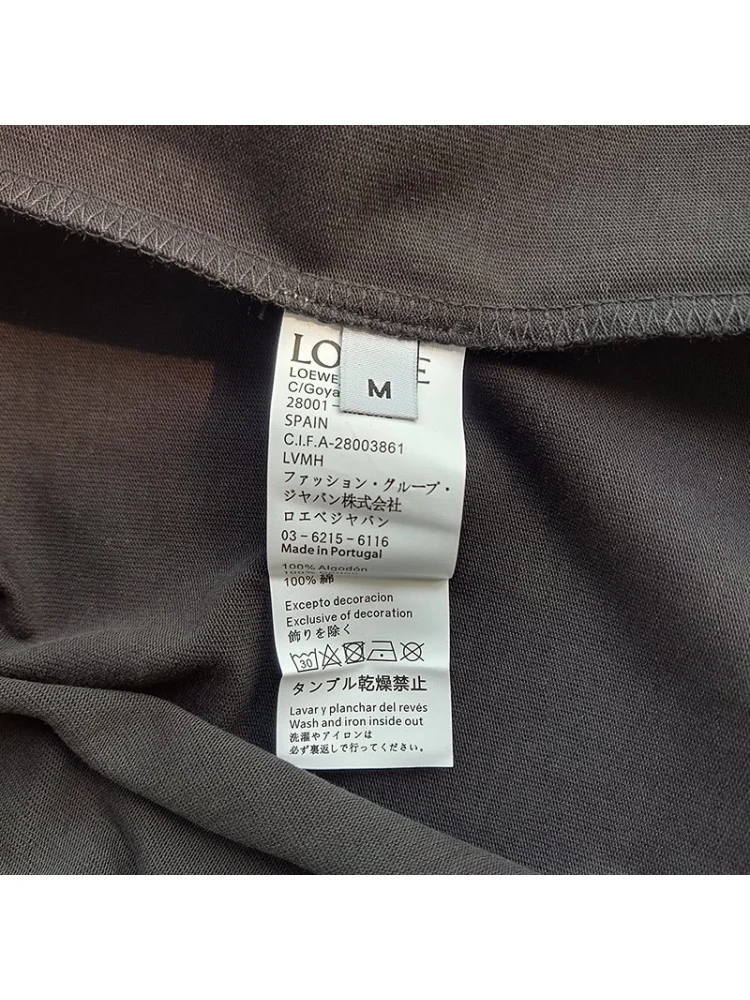 LO E
M
LOEWE
C/Goya
28001
SPAIN
C.I.F.A-28003861
LVMH
ファッション・グループ・
ジャパン株式会社
ロエベジャパン
03-6215-6116
Made in Portugal
100% Algodón
100% 綿
Excepto decoracion
Exclusive of decoration
飾りを除く
30
タンブル乾燥禁止
Lavar y planchar del revés
Wash and iron inside out
洗濯やアイロンは
必ず裏返しで行ってください。